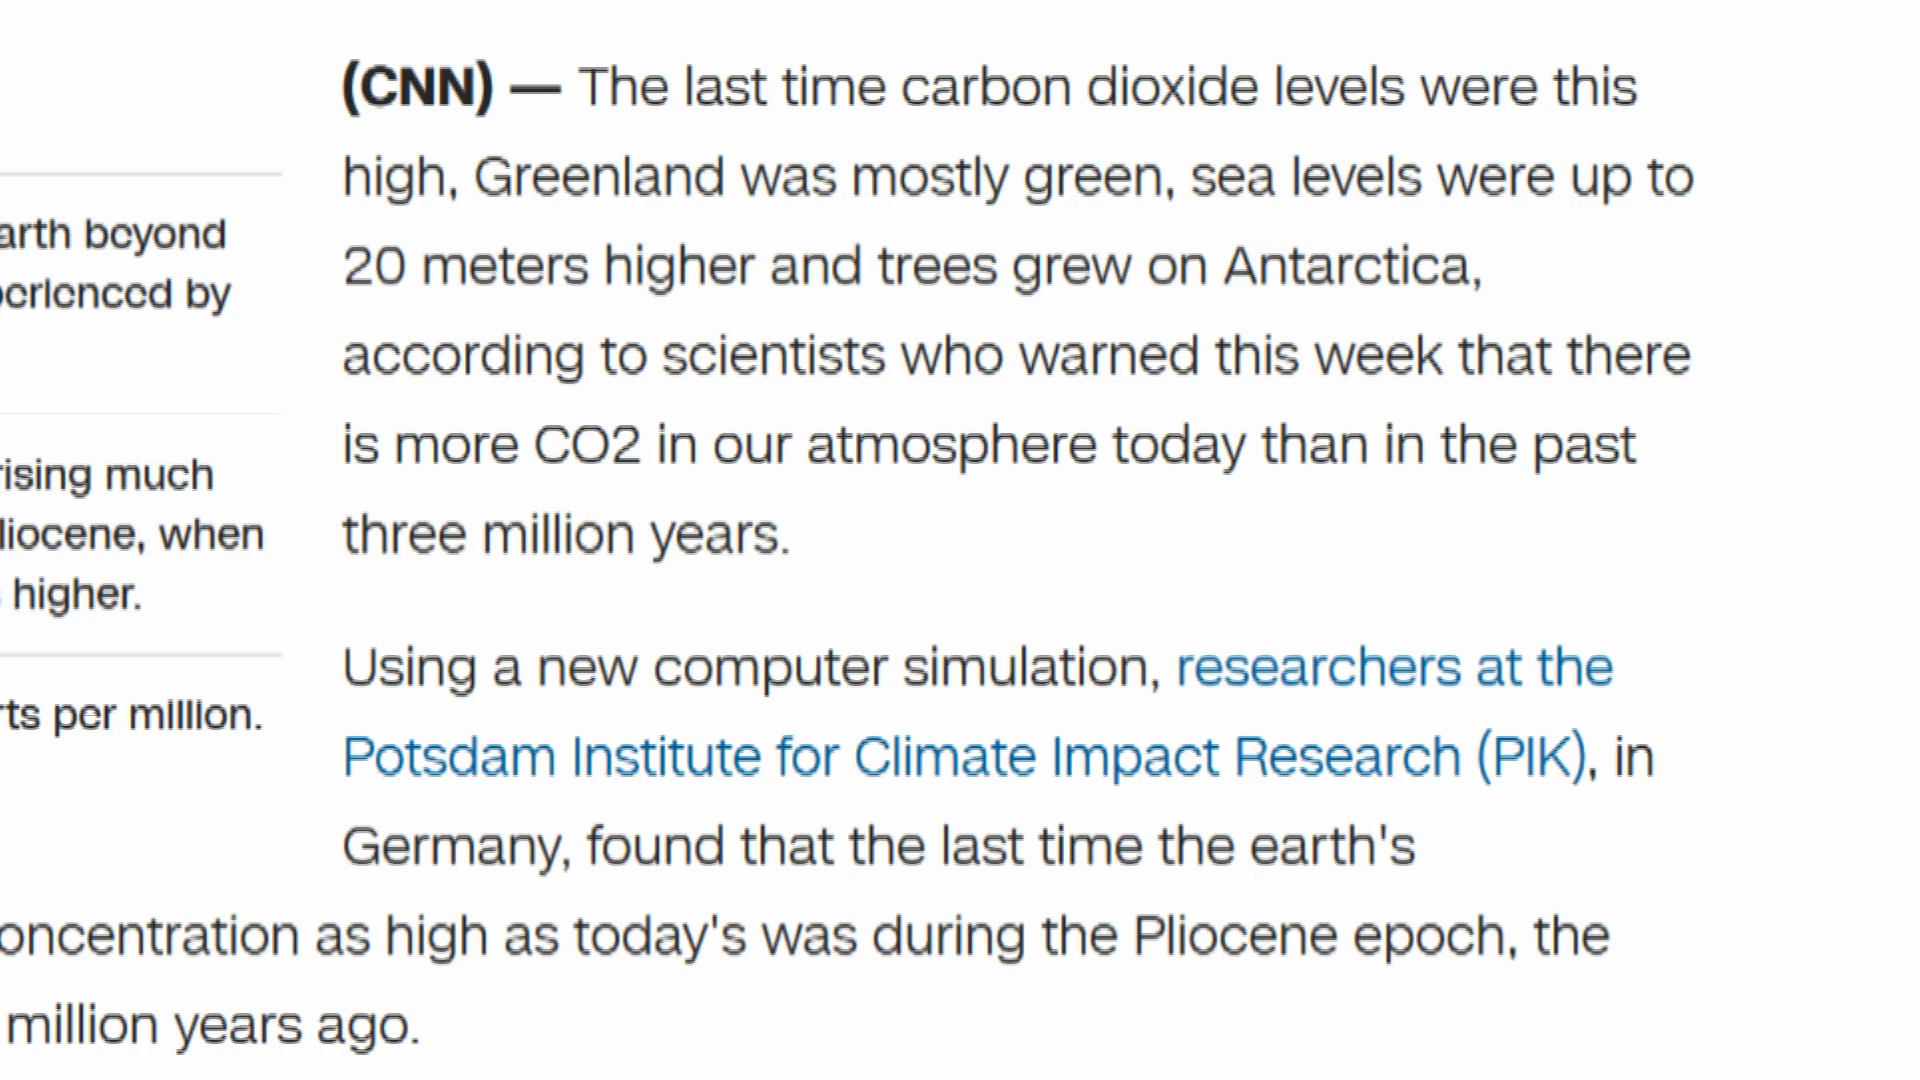 (CNN) — The last time carbon dioxide levels were this
high, Greenland was mostly green, sea levels were up to
20 meters higher and trees grew on Antarctica,
according to scientists who warned this week that there
is more CO2 in our atmosphere today than in the past
three million years.
Using a new computer simulation, researchers at the
Potsdam Institute for Climate Impact Research (PIK), in
Germany, found that the last time the earth's
oncentration as high as today's was during the Pliocene epoch, the
million years ago.
arth beyond
perienced by
rising much
liocene, when
higher.
rts per million.